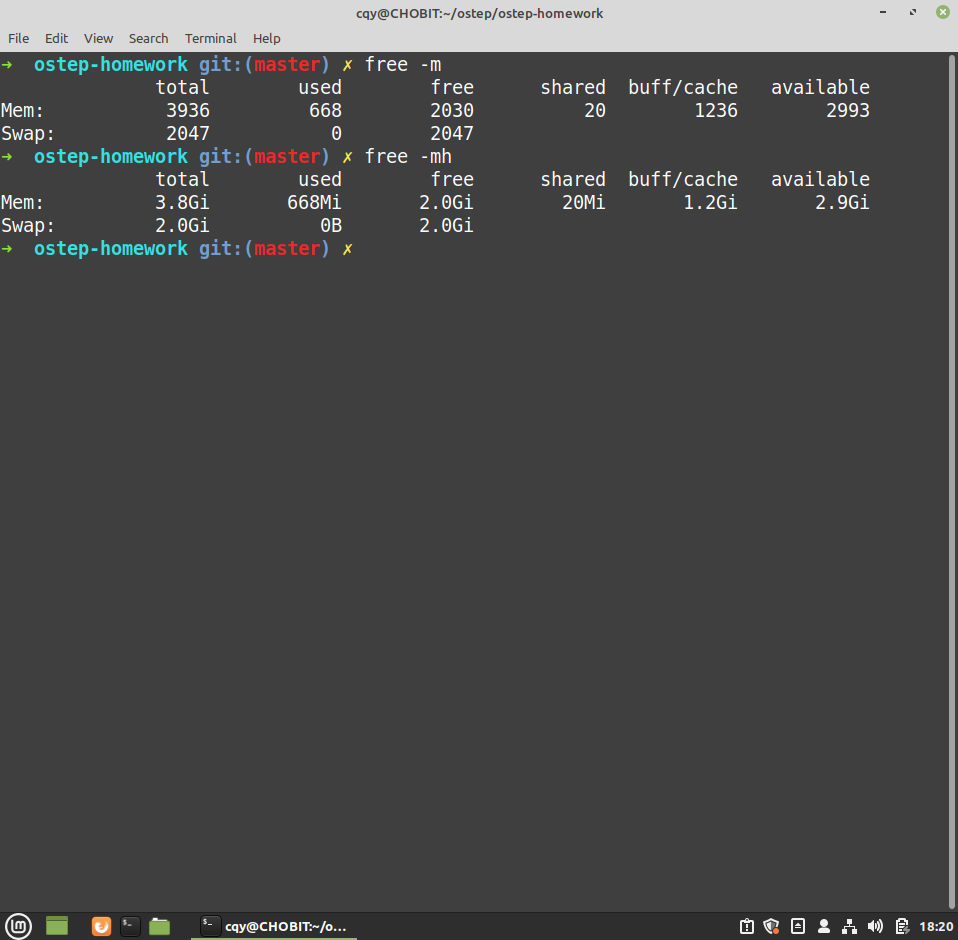 cqy@CHOBIT:~/ostep/ostep-homework
File Edit View Search Terminal Help
➜ ostep-homework git:(master) ✗ free -m
total used free shared buff/cache available
Mem: 3936 668 2030 20 1236 2993
Swap: 2047 0 2047
➜ ostep-homework git:(master) ✗ free -mh
total used free shared buff/cache available
Mem: 3.8Gi 668Mi 2.0Gi 20Mi 1.2Gi 2.9Gi
Swap: 2.0Gi 0B 2.0Gi
➜ ostep-homework git:(master) ✗
cqy@CHOBIT:~/o... 18:20